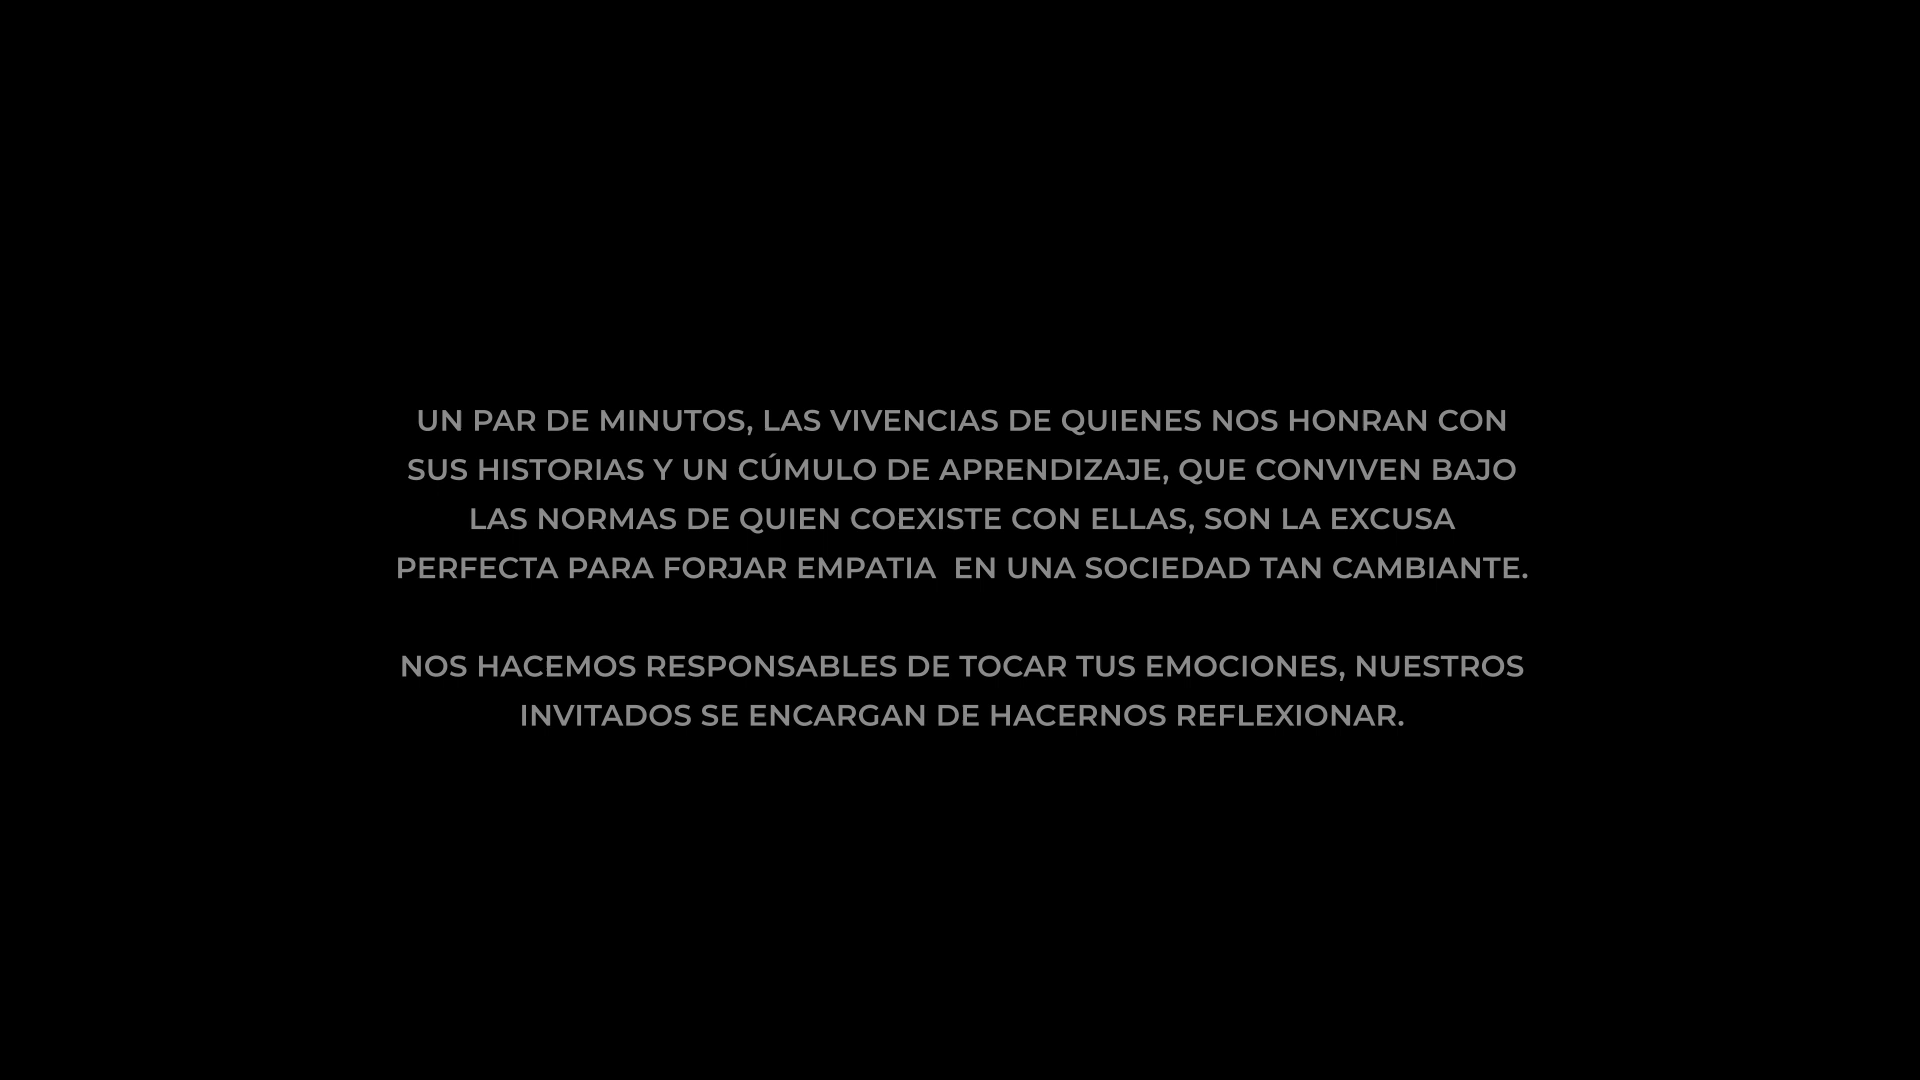 UN PAR DE MINUTOS, LAS VIVENCIAS DE QUIENES NOS HONRAN CON
SUS HISTORIAS Y UN CÚMULO DE APRENDIZAJE, QUE CONVIVEN BAJO
LAS NORMAS DE QUIEN COEXISTE CON ELLAS, SON LA EXCUSA
PERFECTA PARA FORJAR EMPATIA  EN UNA SOCIEDAD TAN CAMBIANTE.
NOS HACEMOS RESPONSABLES DE TOCAR TUS EMOCIONES, NUESTROS
INVITADOS SE ENCARGAN DE HACERNOS REFLEXIONAR.